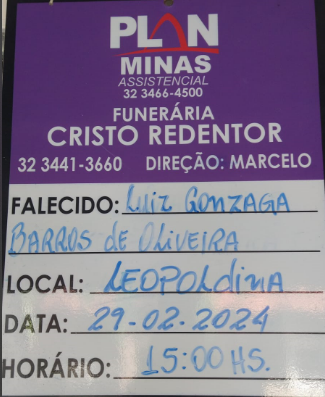 PLAN
MINAS
ASSISTENCIAL
32 3466-4500
FUNERÁRIA
CRISTO REDENTOR
32 3441-3660 DIREÇÃO: MARCELO
FALECIDO: Luiz GONZAGA
BARROS de OLIVEIRA
LOCAL: LEOPOLDINA
DATA: 29-02-2024
HORÁRIO: 15:00 HS.